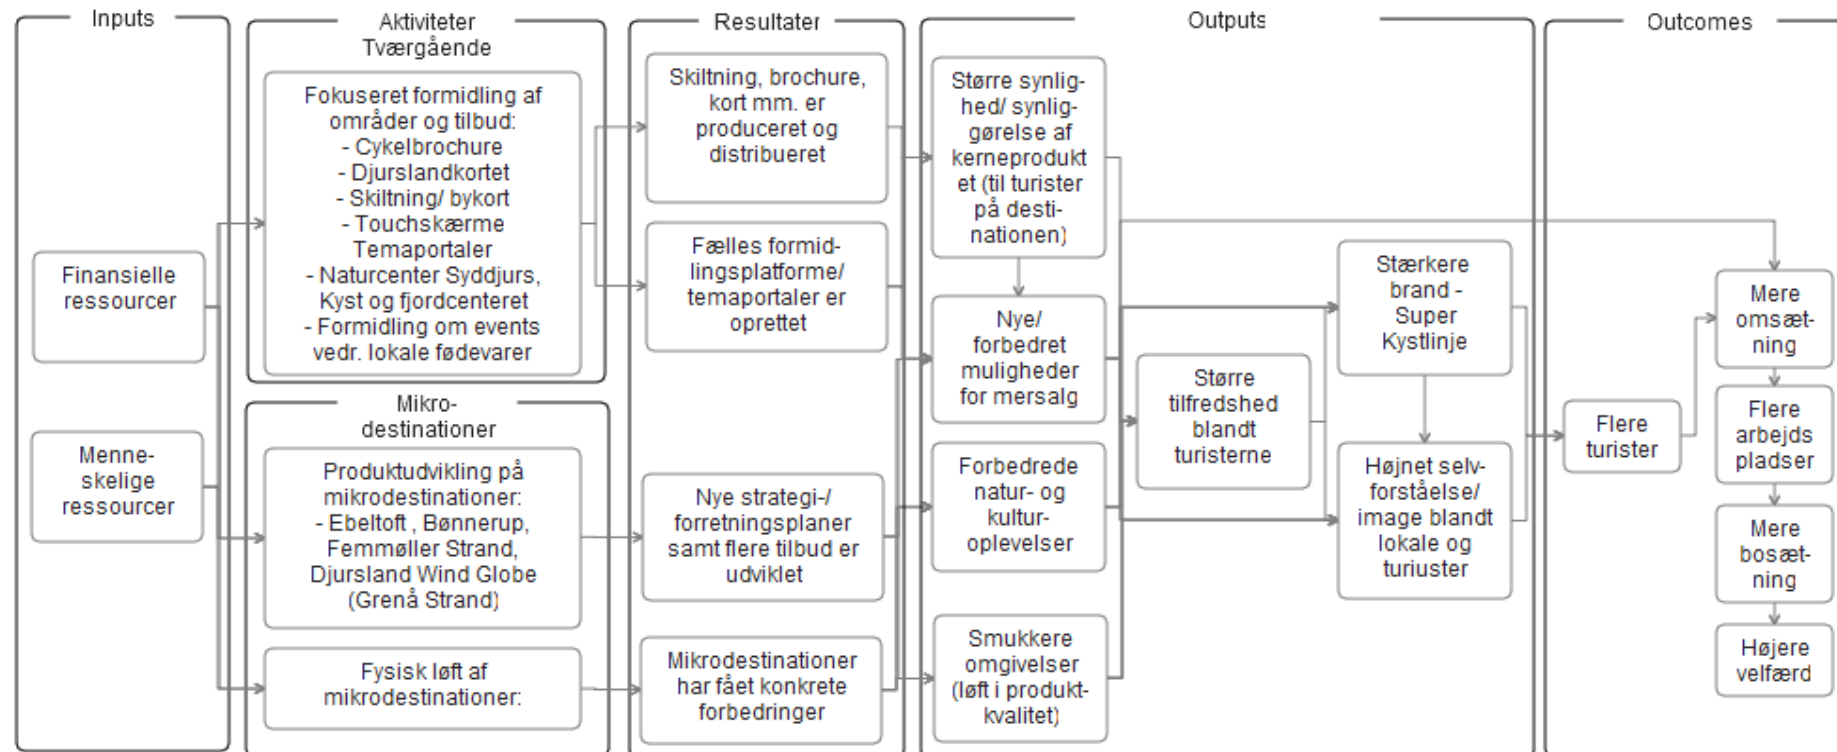 Inputs
Finansielle
ressourcer
Menne-
skelige
ressourcer
Aktiviteter
Tværgående
Fokuseret formidling af
områder og tilbud:
- Cykelbrochure
- Djurslandkortet
- Skiltning/ bykort
- Touchskærme
Temaportaler
- Naturcenter Syddjurs,
Kyst og fjordcenteret
- Formidling om events
vedr. lokale fødevarer
Mikro-
destinationer
Produktudvikling på
mikrodestinationer:
- Ebeltoft , Bønnerup,
Femmøller Strand,
Djursland Wind Globe
(Grenå Strand)
Fysisk løft af
mikrodestinationer:
Resultater
Skiltning, brochure,
kort mm. er
produceret og
distribueret
Fælles formid-
lingsplatforme/
temaportaler er
oprettet
Nye strategi-/
forretningsplaner
samt flere tilbud er
udviklet
Mikrodestinationer
har fået konkrete
forbedringer
Outputs
Større synlig-
hed/ synlig-
gørelse af
kerneprodukt
et (til turister
på desti-
nationen)
Nye/
forbedret
muligheder
for mersalg
Forbedrede
natur- og
kultur-
oplevelser
Smukkere
omgivelser
(løft i produkt-
kvalitet)
Større
tilfredshed
blandt
turisterne
Stærkere
brand -
Super
Kystlinje
Højnet selv-
forståelse/
image blandt
lokale og
turiuster
Outcomes
Flere
turister
Mere
omsæt-
ning
Flere
arbejds
pladser
Mere
bosæt-
ning
Højere
velfærd